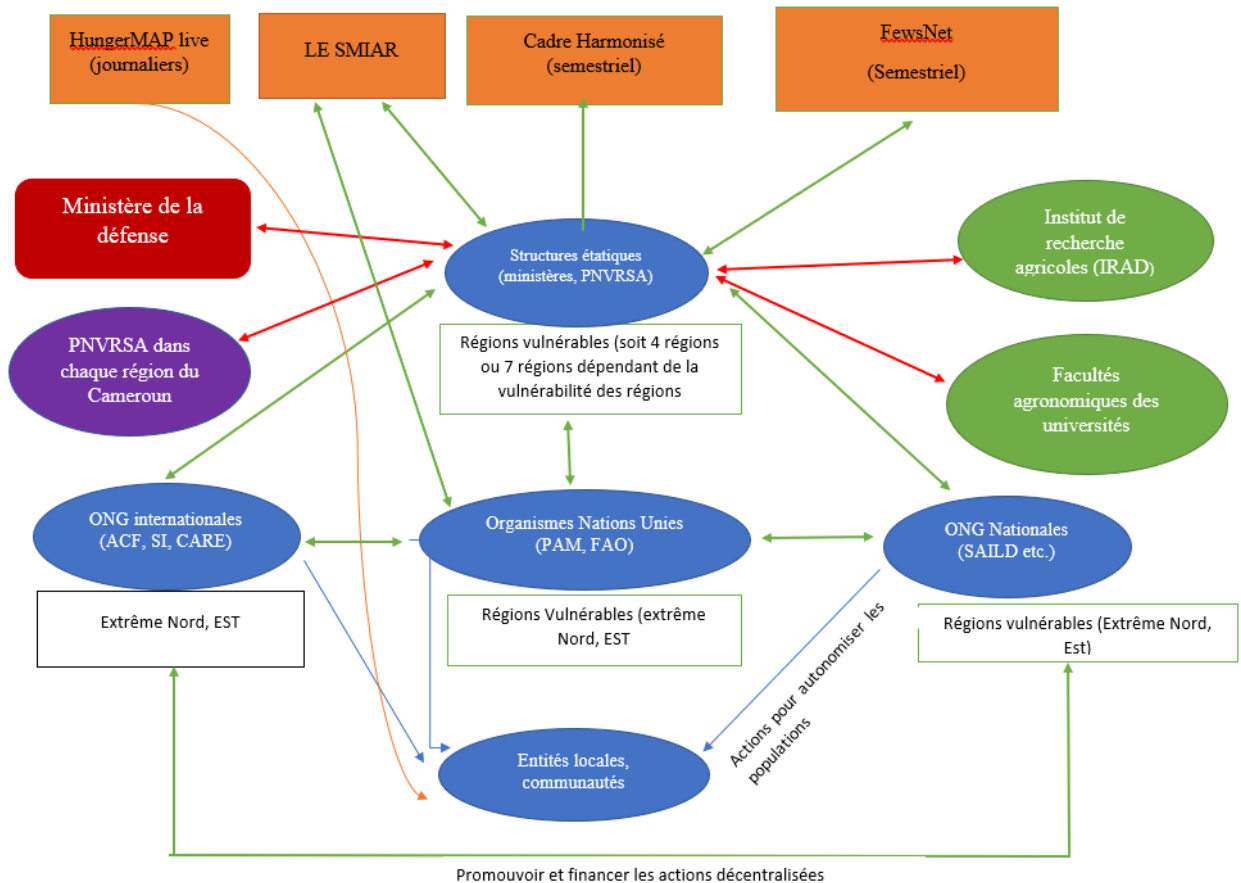 HungerMAP live
(journaliers)
LE SMIAR
Cadre Harmonisé
(semestriel)
FewsNet
(Semestriel)
Ministère de la
défense
Structures étatiques
(ministères, PNVRSA)
Institut de
recherche
agricoles (IRAD)
PNVRSA dans
chaque région du
Cameroun
Régions vulnérables (soit 4 régions
ou 7 régions dépendant de la
vulnérabilité des régions
Facultés
agronomiques des
universités
ONG internationales
(ACF, SI, CARE)
Organismes Nations Unies
(PAM, FAO)
ONG Nationales
(SAILD etc.)
Extrême Nord, EST
Régions Vulnérables (extrême
Nord, EST
Régions vulnérables (Extrême Nord,
Est)
Actions pour autonomiser les
populations
Entités locales,
communautés
Promouvoir et financer les actions décentralisées